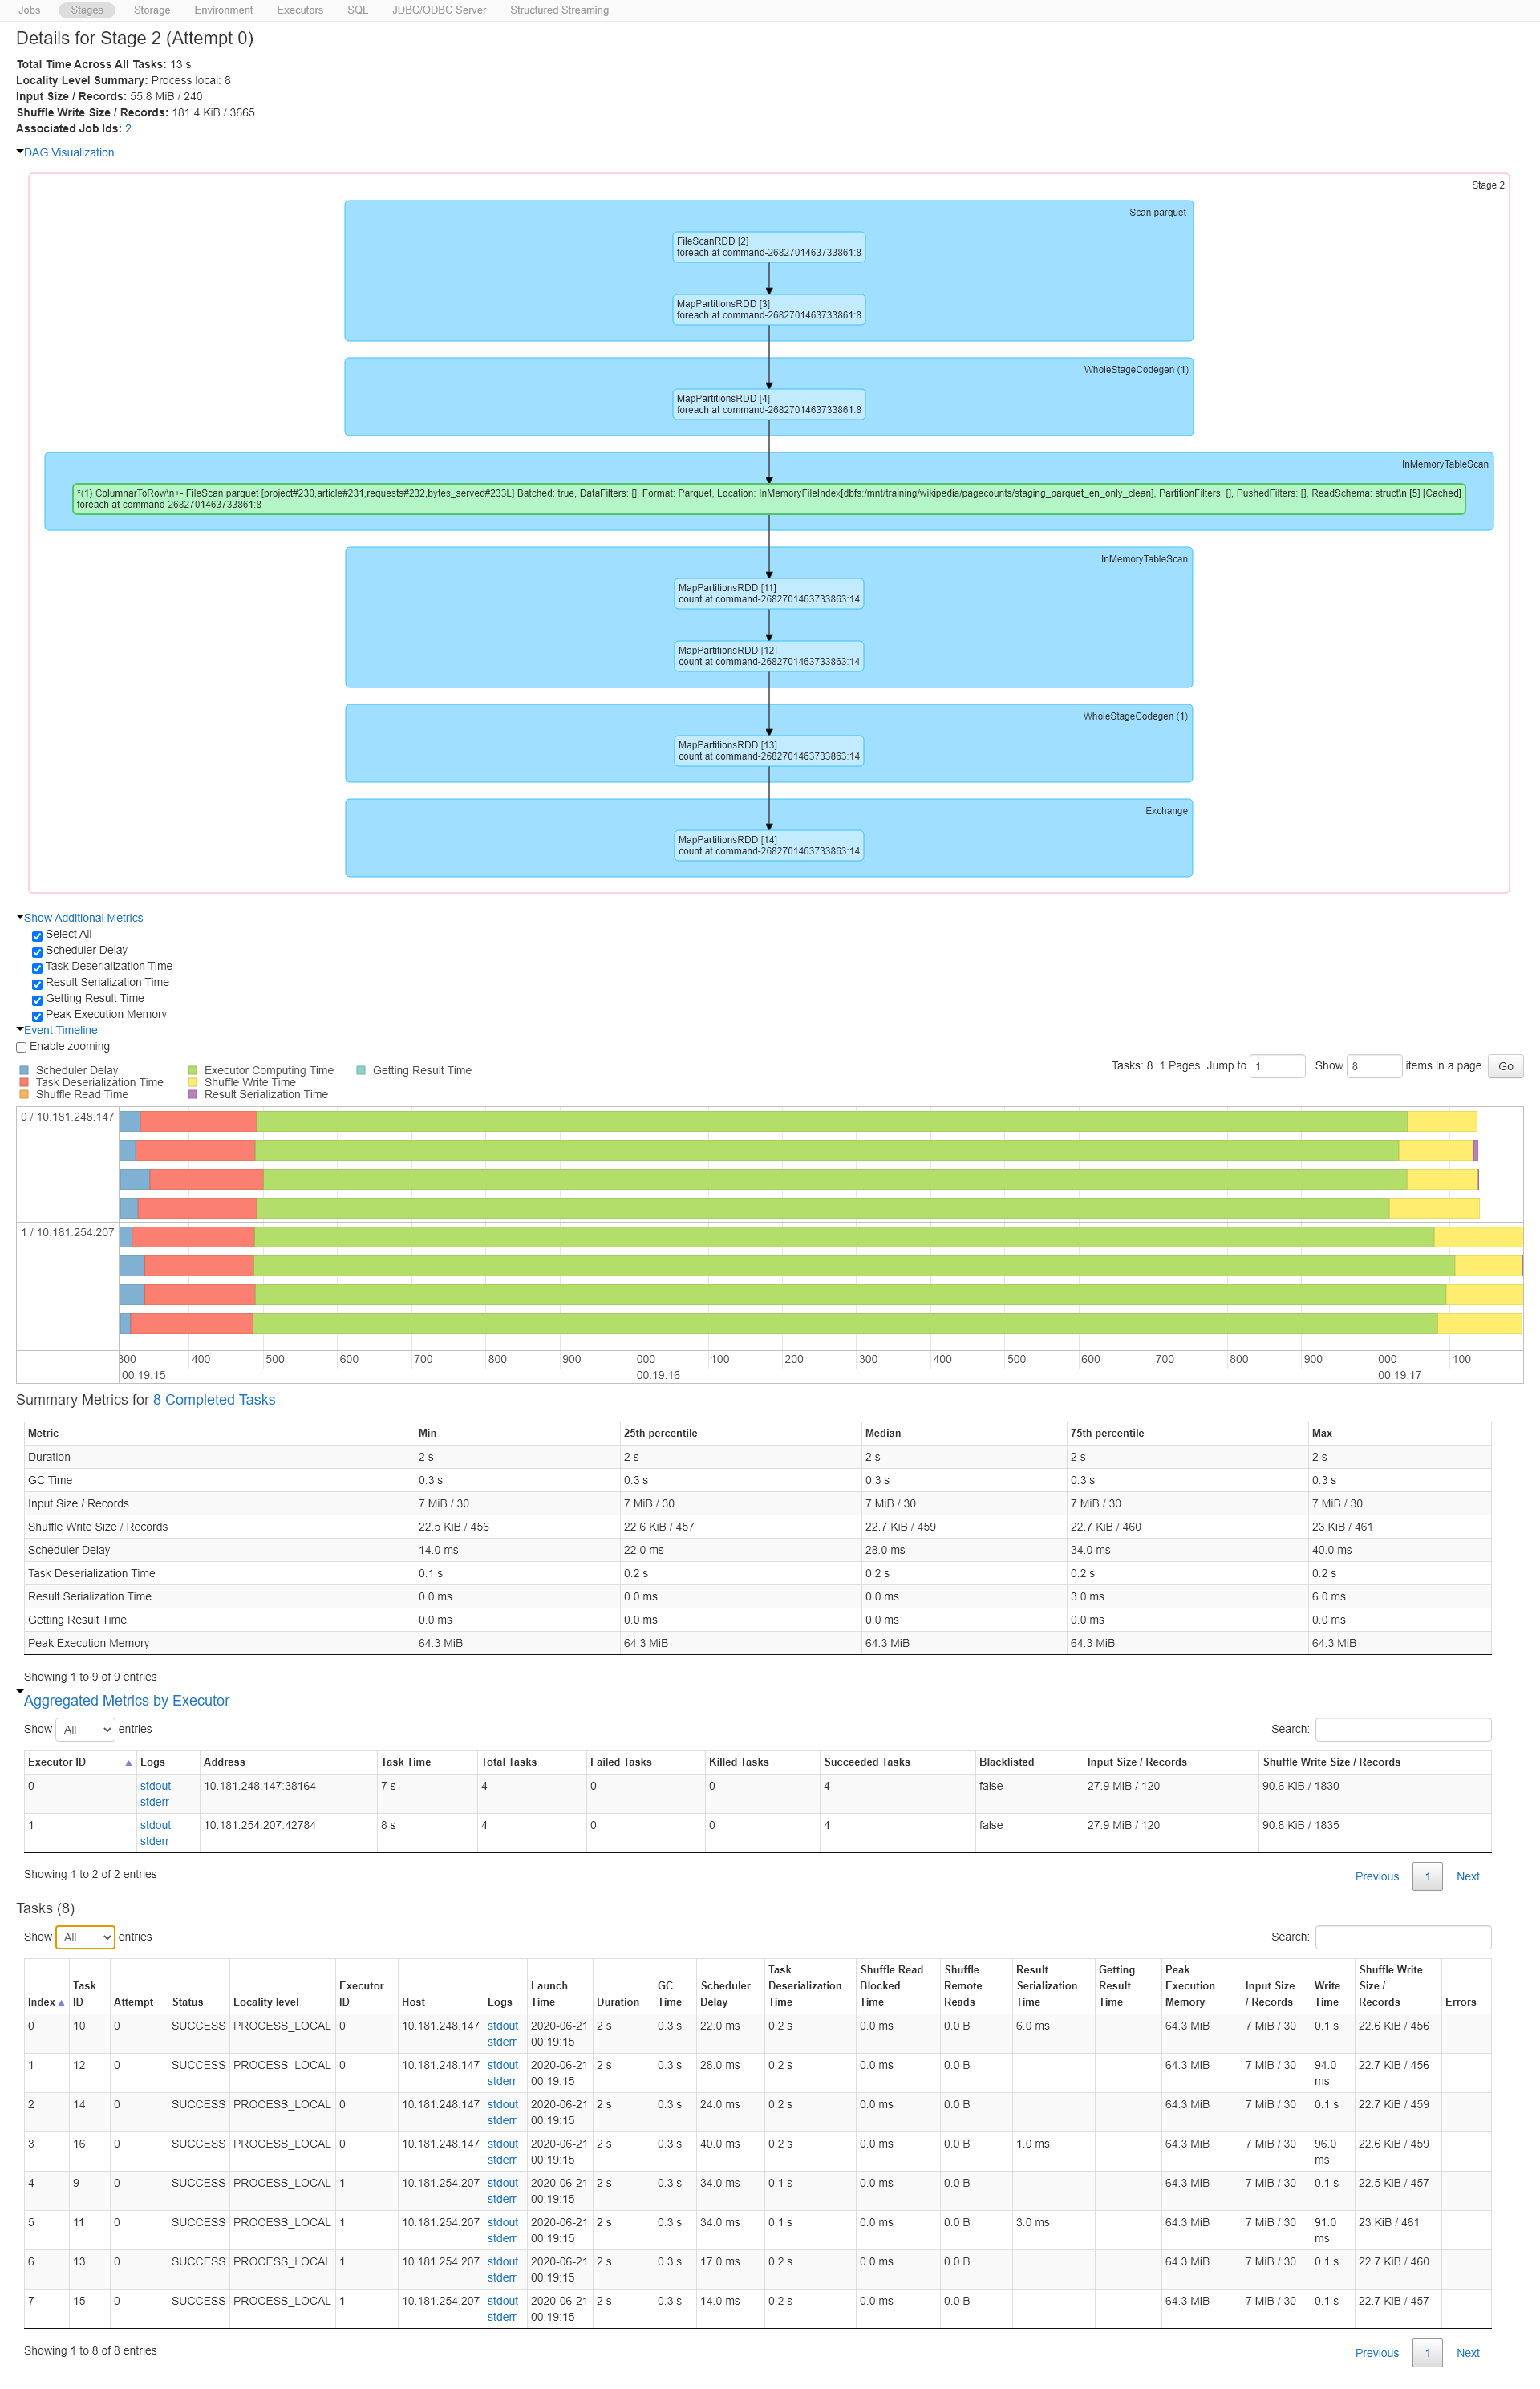 Jobs Stages Storage Environment Executors SQL JDBC/ODBC Server Structured Streaming
Details for Stage 2 (Attempt 0)
Total Time Across All Tasks: 13 s
Locality Level Summary: Process local: 8
Input Size / Records: 55.8 MiB / 240
Shuffle Write Size / Records: 181.4 KiB / 3665
Associated Job Ids: 2
DAG Visualization
Stage 2
Scan parquet
FileScanRDD [2]
foreach at command-2682701463733861:8
MapPartitionsRDD [3]
foreach at command-2682701463733861:8
WholeStageCodegen (1)
MapPartitionsRDD [4]
foreach at command-2682701463733861:8
InMemoryTableScan
*(1) ColumnarToRow\n+- FileScan parquet [project#230,article#231,requests#232,bytes_served#233L] Batched: true, DataFilters: [], Format: Parquet, Location: InMemoryFileIndex[dbfs:/mnt/training/wikipedia/pagecounts/staging_parquet_en_only_clean], PartitionFilters: [], PushedFilters: [], ReadSchema: struct\n [5] [Cached]
foreach at command-2682701463733861:8
InMemoryTableScan
MapPartitionsRDD [11]
count at command-2682701463733863:14
MapPartitionsRDD [12]
count at command-2682701463733863:14
WholeStageCodegen (1)
MapPartitionsRDD [13]
count at command-2682701463733863:14
Exchange
MapPartitionsRDD [14]
count at command-2682701463733863:14
Show Additional Metrics
Select All
Scheduler Delay
Task Deserialization Time
Result Serialization Time
Getting Result Time
Peak Execution Memory
Event Timeline
Enable zooming
Tasks: 8. 1 Pages. Jump to 1 . Show 8 items in a page. Go
Scheduler Delay Executor Computing Time Getting Result Time
Task Deserialization Time Shuffle Write Time
Shuffle Read Time Result Serialization Time
0 / 10.181.248.147
1 / 10.181.254.207
300 400 500 600 700 800 900 000 100 200 300 400 500 600 700 800 900 000 100
00:19:15 00:19:16 00:19:17
Summary Metrics for 8 Completed Tasks
Metric Min 25th percentile Median 75th percentile Max
Duration 2 s 2 s 2 s 2 s 2 s
GC Time 0.3 s 0.3 s 0.3 s 0.3 s 0.3 s
Input Size / Records 7 MiB / 30 7 MiB / 30 7 MiB / 30 7 MiB / 30 7 MiB / 30
Shuffle Write Size / Records 22.5 KiB / 456 22.6 KiB / 457 22.7 KiB / 459 22.7 KiB / 460 23 KiB / 461
Scheduler Delay 14.0 ms 22.0 ms 28.0 ms 34.0 ms 40.0 ms
Task Deserialization Time 0.1 s 0.2 s 0.2 s 0.2 s 0.2 s
Result Serialization Time 0.0 ms 0.0 ms 0.0 ms 3.0 ms 6.0 ms
Getting Result Time 0.0 ms 0.0 ms 0.0 ms 0.0 ms 0.0 ms
Peak Execution Memory 64.3 MiB 64.3 MiB 64.3 MiB 64.3 MiB 64.3 MiB
Showing 1 to 9 of 9 entries
Aggregated Metrics by Executor
Show All entries Search:
Executor ID Logs Address Task Time Total Tasks Failed Tasks Killed Tasks Succeeded Tasks Blacklisted Input Size / Records Shuffle Write Size / Records
0 stdout 10.181.248.147:38164 7 s 4 0 0 4 false 27.9 MiB / 120 90.6 KiB / 1830
stderr
1 stdout 10.181.254.207:42784 8 s 4 0 0 4 false 27.9 MiB / 120 90.8 KiB / 1835
stderr
Showing 1 to 2 of 2 entries Previous 1 Next
Tasks (8)
Show All entries Search:
Task Shuffle Read Shuffle Result Getting Peak Shuffle Write
Task Executor Launch GC Scheduler Deserialization Blocked Remote Serialization Result Execution Input Size Write Size /
Index ID Attempt Status Locality level ID Host Logs Time Duration Time Delay Time Time Reads Time Time Memory / Records Time Records Errors
0 10 0 SUCCESS PROCESS_LOCAL 0 10.181.248.147 stdout 2020-06-21 2 s 0.3 s 22.0 ms 0.2 s 0.0 ms 0.0 B 6.0 ms 64.3 MiB 7 MiB / 30 0.1 s 22.6 KiB / 456
stderr 00:19:15
1 12 0 SUCCESS PROCESS_LOCAL 0 10.181.248.147 stdout 2020-06-21 2 s 0.3 s 28.0 ms 0.2 s 0.0 ms 0.0 B 64.3 MiB 7 MiB / 30 94.0 22.7 KiB / 456
stderr 00:19:15 ms
2 14 0 SUCCESS PROCESS_LOCAL 0 10.181.248.147 stdout 2020-06-21 2 s 0.3 s 24.0 ms 0.2 s 0.0 ms 0.0 B 64.3 MiB 7 MiB / 30 0.1 s 22.7 KiB / 459
stderr 00:19:15
3 16 0 SUCCESS PROCESS_LOCAL 0 10.181.248.147 stdout 2020-06-21 2 s 0.3 s 40.0 ms 0.2 s 0.0 ms 0.0 B 1.0 ms 64.3 MiB 7 MiB / 30 96.0 22.6 KiB / 459
stderr 00:19:15 ms
4 9 0 SUCCESS PROCESS_LOCAL 1 10.181.254.207 stdout 2020-06-21 2 s 0.3 s 34.0 ms 0.1 s 0.0 ms 0.0 B 64.3 MiB 7 MiB / 30 0.1 s 22.5 KiB / 457
stderr 00:19:15
5 11 0 SUCCESS PROCESS_LOCAL 1 10.181.254.207 stdout 2020-06-21 2 s 0.3 s 34.0 ms 0.1 s 0.0 ms 0.0 B 3.0 ms 64.3 MiB 7 MiB / 30 91.0 23 KiB / 461
stderr 00:19:15 ms
6 13 0 SUCCESS PROCESS_LOCAL 1 10.181.254.207 stdout 2020-06-21 2 s 0.3 s 17.0 ms 0.2 s 0.0 ms 0.0 B 64.3 MiB 7 MiB / 30 0.1 s 22.7 KiB / 460
stderr 00:19:15
7 15 0 SUCCESS PROCESS_LOCAL 1 10.181.254.207 stdout 2020-06-21 2 s 0.3 s 14.0 ms 0.2 s 0.0 ms 0.0 B 64.3 MiB 7 MiB / 30 0.1 s 22.7 KiB / 457
stderr 00:19:15
Showing 1 to 8 of 8 entries Previous 1 Next